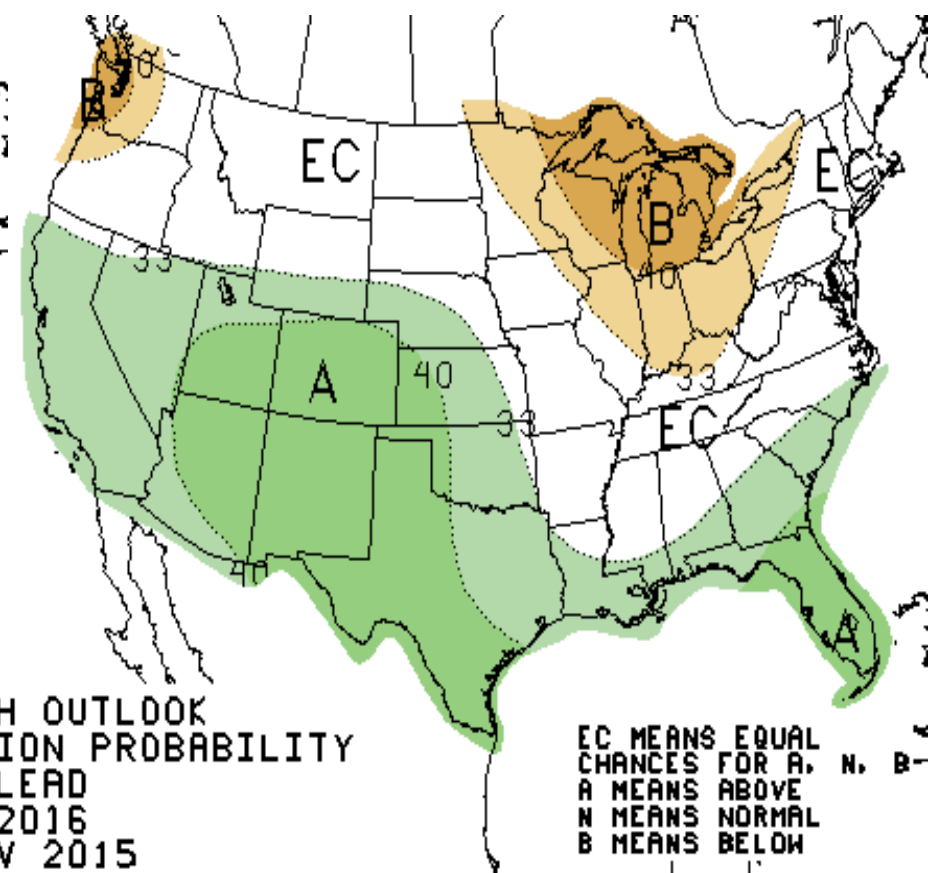 B
EC
B
EC
33
40
A
40
33
33
EC
40
A
H OUTLOOK
ION PROBABILITY
LEAD
2016
V 2015
EC MEANS EQUAL
CHANCES FOR A, N, B
A MEANS ABOVE
N MEANS NORMAL
B MEANS BELOW